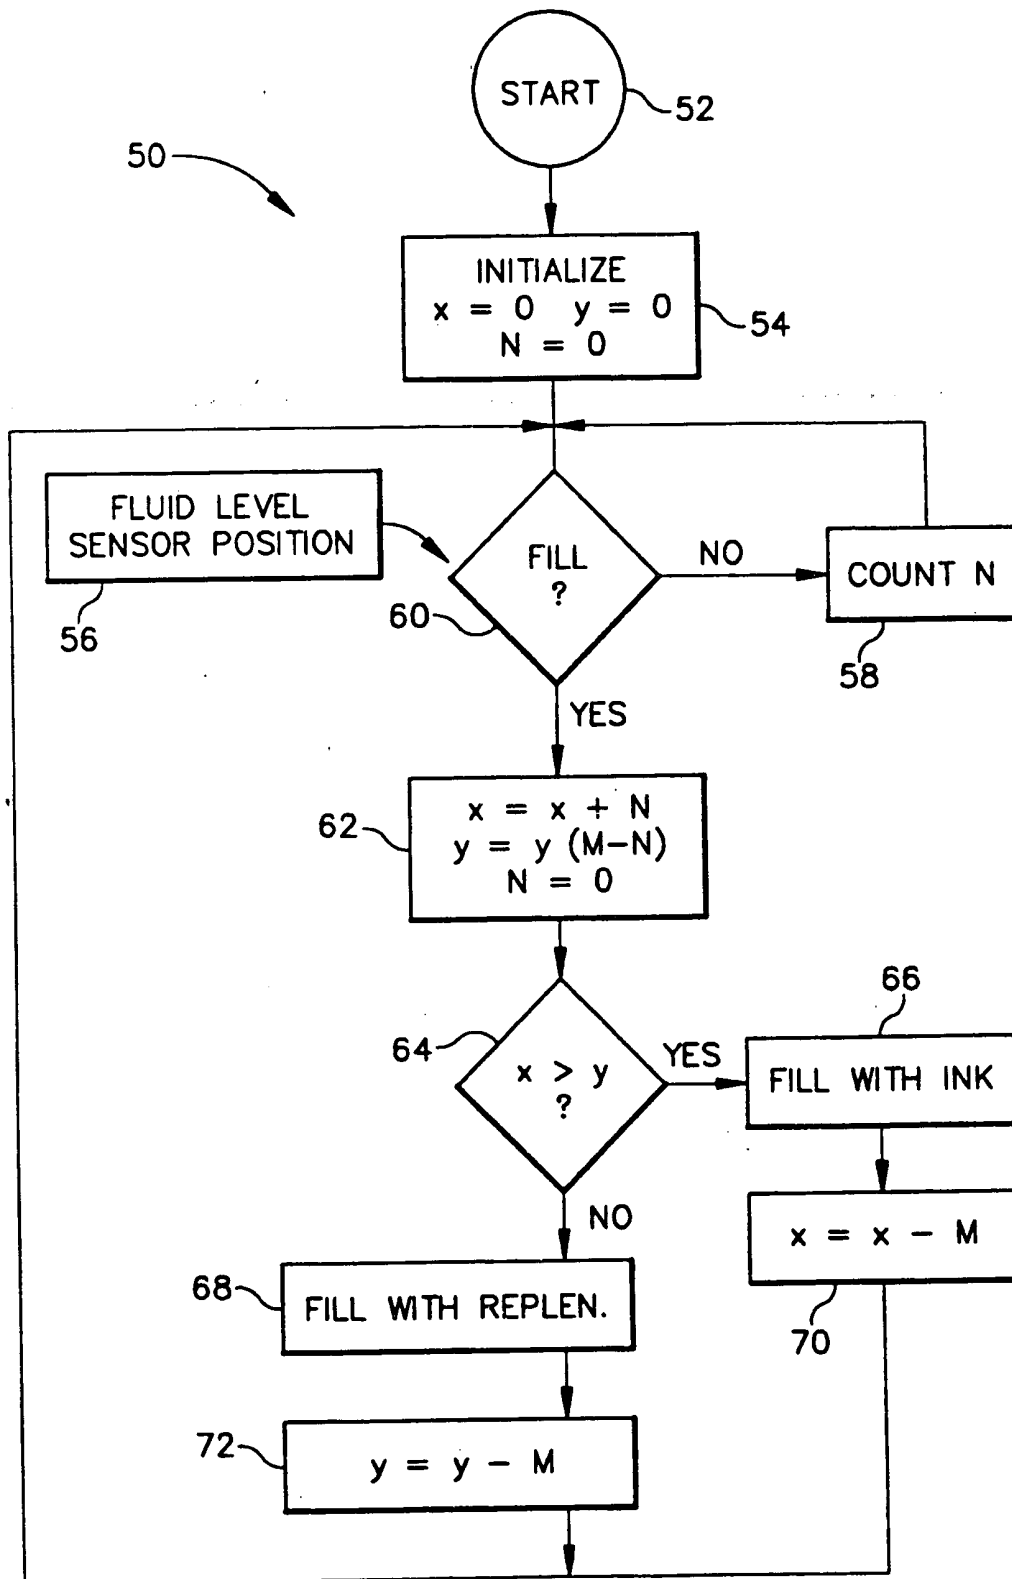 START
52
50
INITIALIZE
x = 0 y = 0
N = 0
54
FLUID LEVEL
SENSOR POSITION
56
FILL
?
60
NO
COUNT N
58
YES
62
x = x + N
y = y (M-N)
N = 0
64
x > y
?
YES
66
FILL WITH INK
NO
x = x - M
70
68
FILL WITH REPLEN.
72
y = y - M